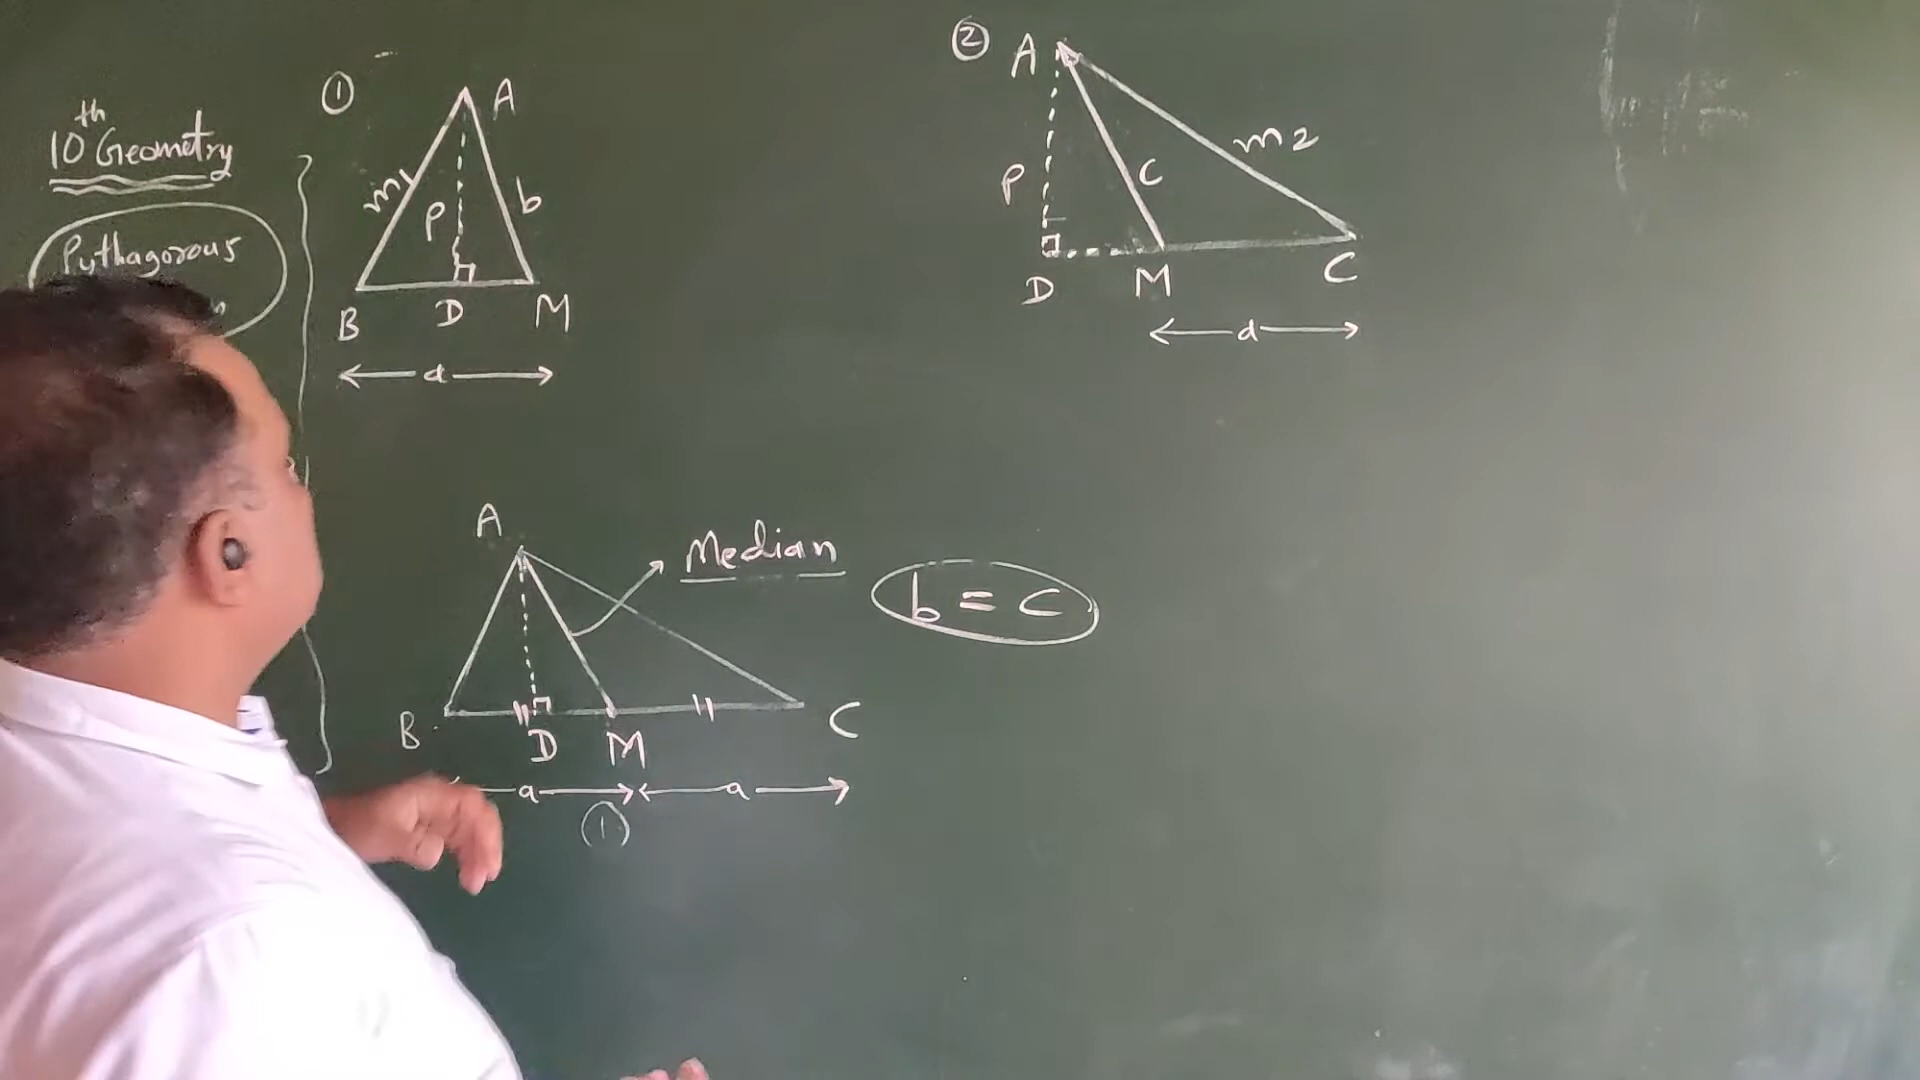 10th Geometry
Pythagorous
①
A
m1
P
b
B
D
M
a
②
A
P
C
m2
D
M
C
a
A
Median
b = c
B
D
M
C
a
a
①